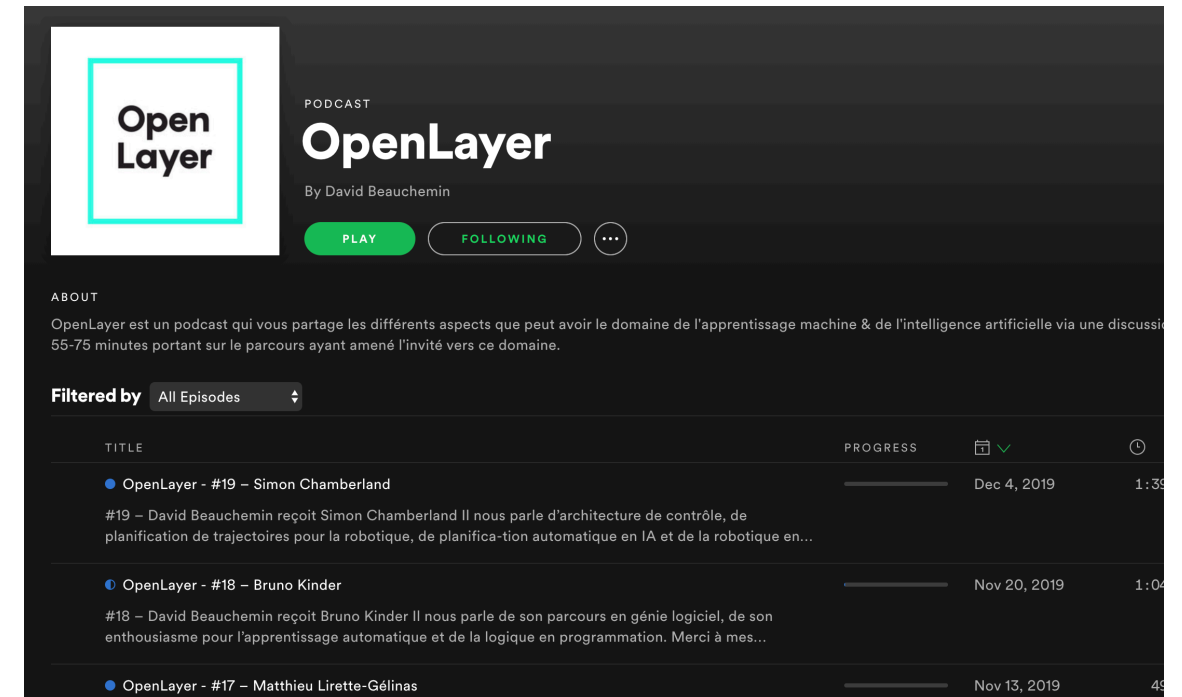 Open
Layer
PODCAST
OpenLayer
By David Beauchemin
PLAY FOLLOWING
ABOUT
OpenLayer est un podcast qui vous partage les différents aspects que peut avoir le domaine de l'apprentissage machine & de l'intelligence artificielle via une
55-75 minutes portant sur le parcours ayant amené l'invité vers ce domaine.
Filtered by All Episodes
TITLE PROGRESS
OpenLayer - #19 – Simon Chamberland Dec 4, 2019
#19 – David Beauchemin reçoit Simon Chamberland Il nous parle d’architecture de contrôle, de
planification de trajectoires pour la robotique, de planifica-tion automatique en IA et de la robotique en...
OpenLayer - #18 – Bruno Kinder Nov 20, 2019
#18 – David Beauchemin reçoit Bruno Kinder Il nous parle de son parcours en génie logiciel, de son
enthousiasme pour l’apprentissage automatique et de la logique en programmation. Merci à mes...
OpenLayer - #17 – Matthieu Lirette-Gélinas Nov 13, 2019